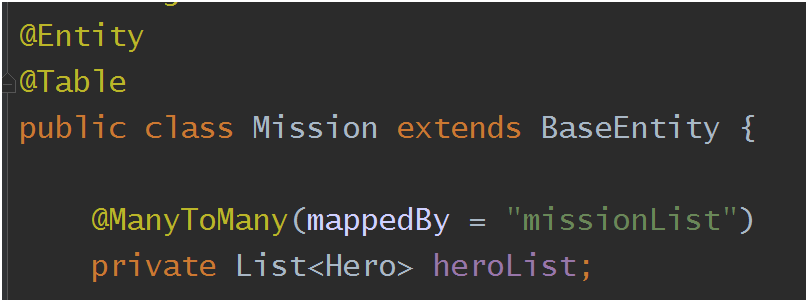 @Entity
@Table
public class Mission extends BaseEntity {
@ManyToMany(mappedBy = "missionList")
private List<Hero> heroList;